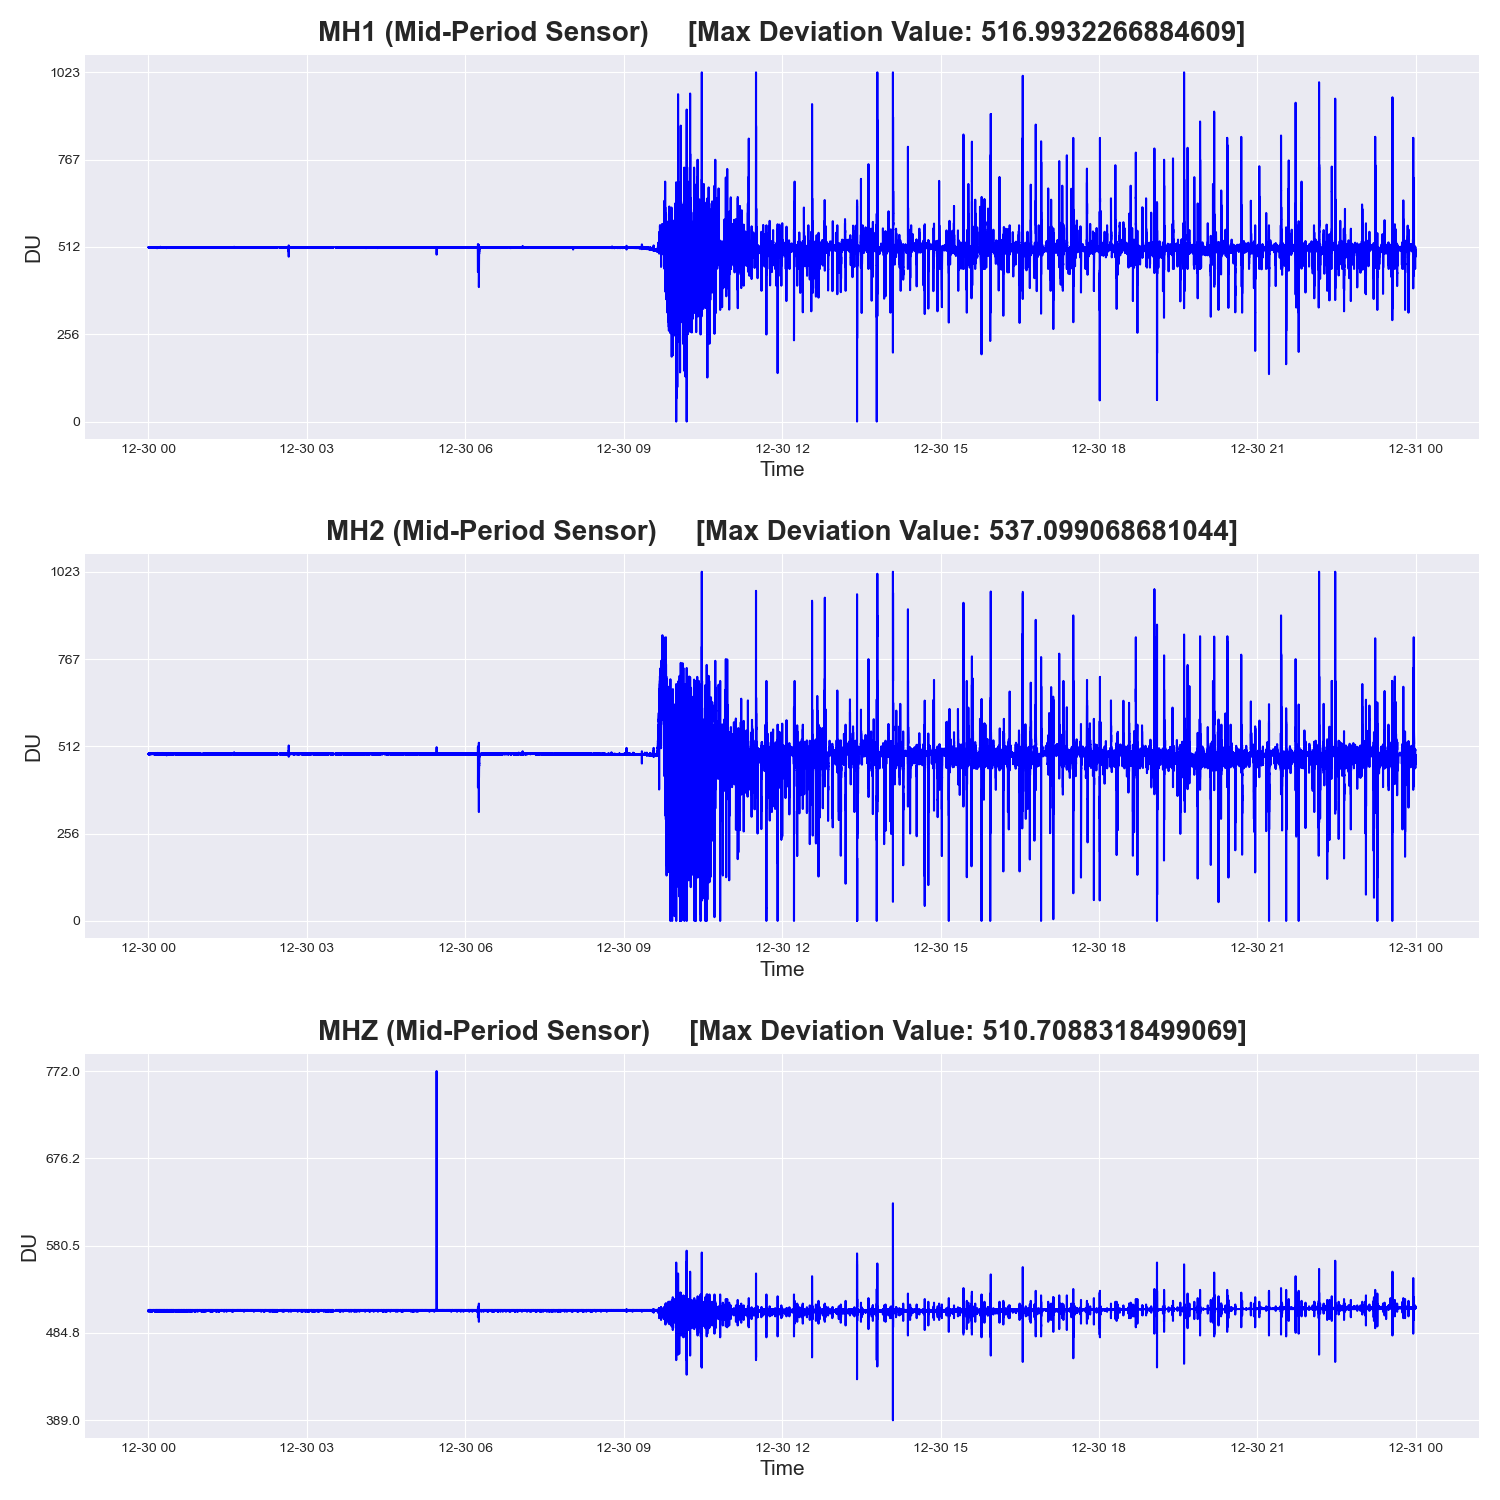 MH1 (Mid-Period Sensor) [Max Deviation Value: 516.9932266884609]
1023
767
512
256
0
DU
12-30 00 12-30 03 12-30 06 12-30 09 12-30 12 12-30 15 12-30 18 12-30 21 12-31 00
Time
MH2 (Mid-Period Sensor) [Max Deviation Value: 537.099068681044]
1023
767
512
256
0
DU
12-30 00 12-30 03 12-30 06 12-30 09 12-30 12 12-30 15 12-30 18 12-30 21 12-31 00
Time
MHZ (Mid-Period Sensor) [Max Deviation Value: 510.7088318499069]
772.0
676.2
580.5
484.8
389.0
DU
12-30 00 12-30 03 12-30 06 12-30 09 12-30 12 12-30 15 12-30 18 12-30 21 12-31 00
Time